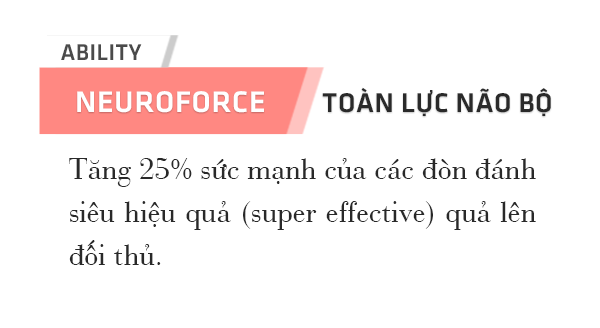 ABILITY
NEUROFORCE TOÀN LỰC NÃO BỘ
Tăng 25% sức mạnh của các đòn đánh
siêu hiệu quả (super effective) quả lên
đối thủ.